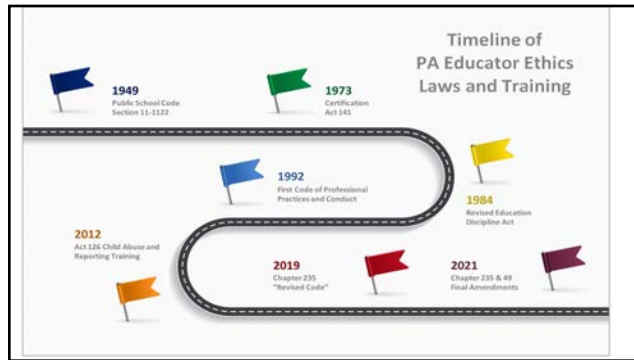 Timeline of
PA Educator Ethics
Laws and Training
1949
Public School Code
Section 11-1122
1973
Certification
Act 141
1984
Revised Education
Discipline Act
1992
First Code of Professional
Practices and Conduct
2012
Act 126 Child Abuse and
Reporting Training
2019
Chapter 235
"Revised Code"
2021
Chapter 235 & 49
Final Amendments